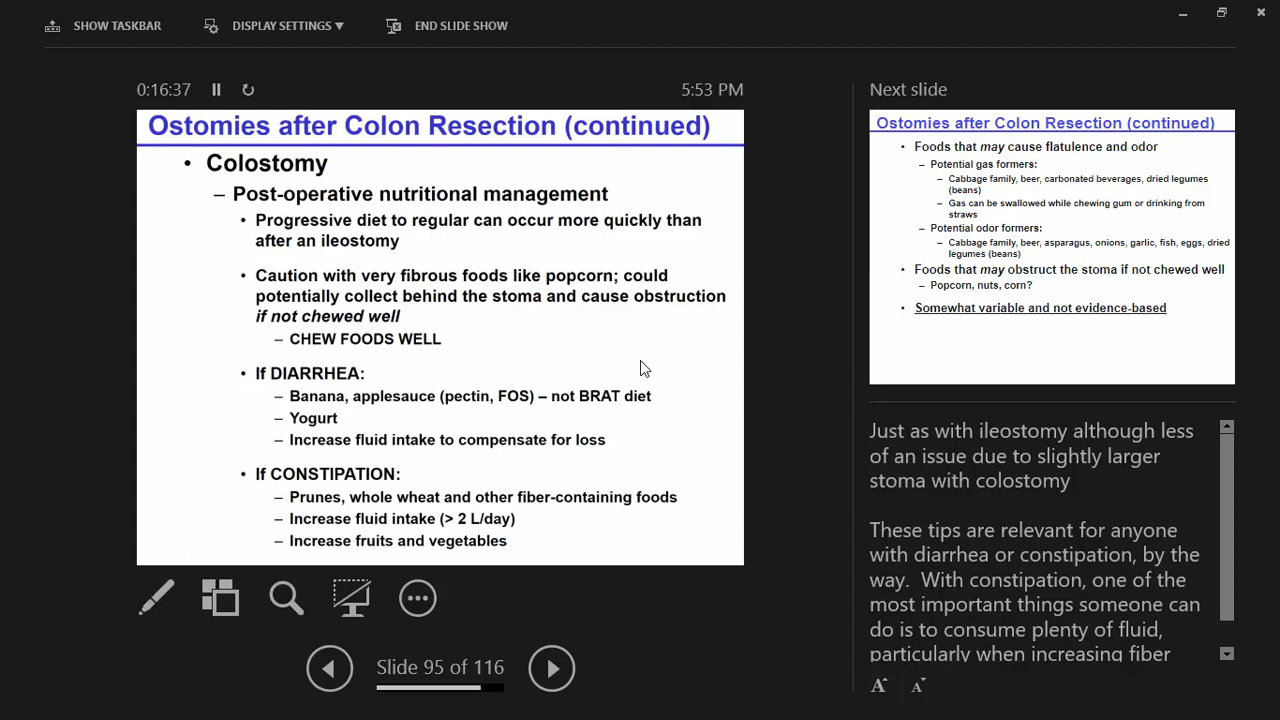 SHOW TASKBAR
DISPLAY SETTINGS ▼
END SLIDE SHOW
0:16:37
5:53 PM
Ostomies after Colon Resection (continued)
• Colostomy
– Post-operative nutritional management
• Progressive diet to regular can occur more quickly than
after an ileostomy
• Caution with very fibrous foods like popcorn; could
potentially collect behind the stoma and cause obstruction
if not chewed well
– CHEW FOODS WELL
• If DIARRHEA:
– Banana, applesauce (pectin, FOS) – not BRAT diet
– Yogurt
– Increase fluid intake to compensate for loss
• If CONSTIPATION:
– Prunes, whole wheat and other fiber-containing foods
– Increase fluid intake (> 2 L/day)
– Increase fruits and vegetables
Slide 95 of 116
Next slide
Ostomies after Colon Resection (continued)
• Foods that may cause flatulence and odor
– Potential gas formers:
– Cabbage family, beer, carbonated beverages, dried legumes
(beans)
– Gas can be swallowed while chewing gum or drinking from
straws
– Potential odor formers:
– Cabbage family, beer, asparagus, onions, garlic, fish, eggs, dried
legumes (beans)
• Foods that may obstruct the stoma if not chewed well
– Popcorn, nuts, corn?
• Somewhat variable and not evidence-based
Just as with ileostomy although less
of an issue due to slightly larger
stoma with colostomy
These tips are relevant for anyone
with diarrhea or constipation, by the
way. With constipation, one of the
most important things someone can
do is to consume plenty of fluid,
particularly when increasing fiber
A A